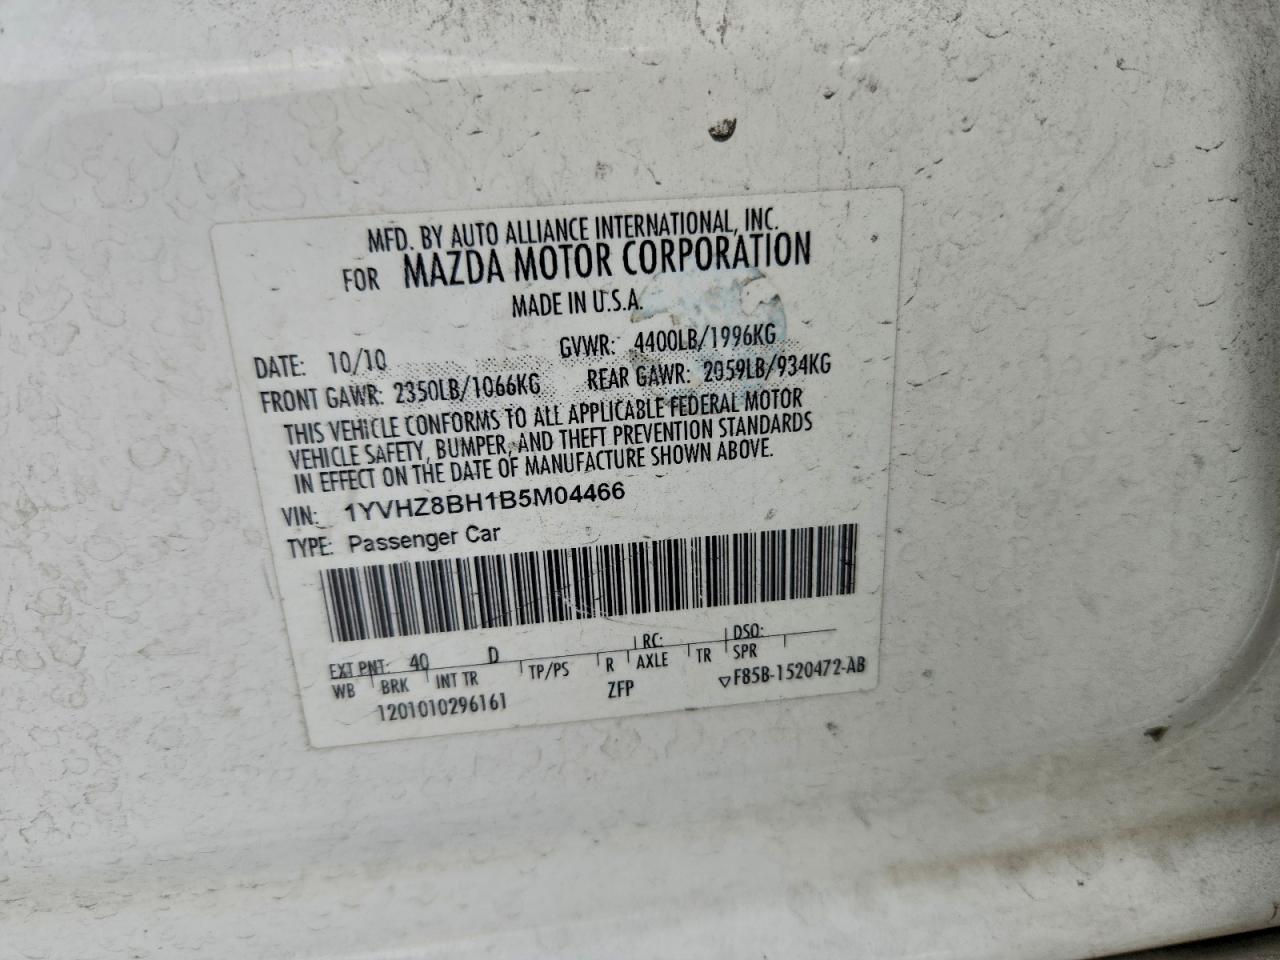 MFD. BY AUTO ALLIANCE INTERNATIONAL, INC.
FOR MAZDA MOTOR CORPORATION
MADE IN U.S.A.
DATE: 10/10 GVWR: 4400LB/1996KG
FRONT GAWR: 2350LB/1066KG REAR GAWR: 2059LB/934KG
THIS VEHICLE CONFORMS TO ALL APPLICABLE FEDERAL MOTOR
VEHICLE SAFETY, BUMPER, AND THEFT PREVENTION STANDARDS
IN EFFECT ON THE DATE OF MANUFACTURE SHOWN ABOVE.
VIN: 1YVHZ8BH1B5M04466
TYPE: Passenger Car
EXT PNT: 40 D RC: DSO:
WB BRK INT TR TP/PS R AXLE TR SPR
1201010296161 ZFP ▽F85B-1520472-AB